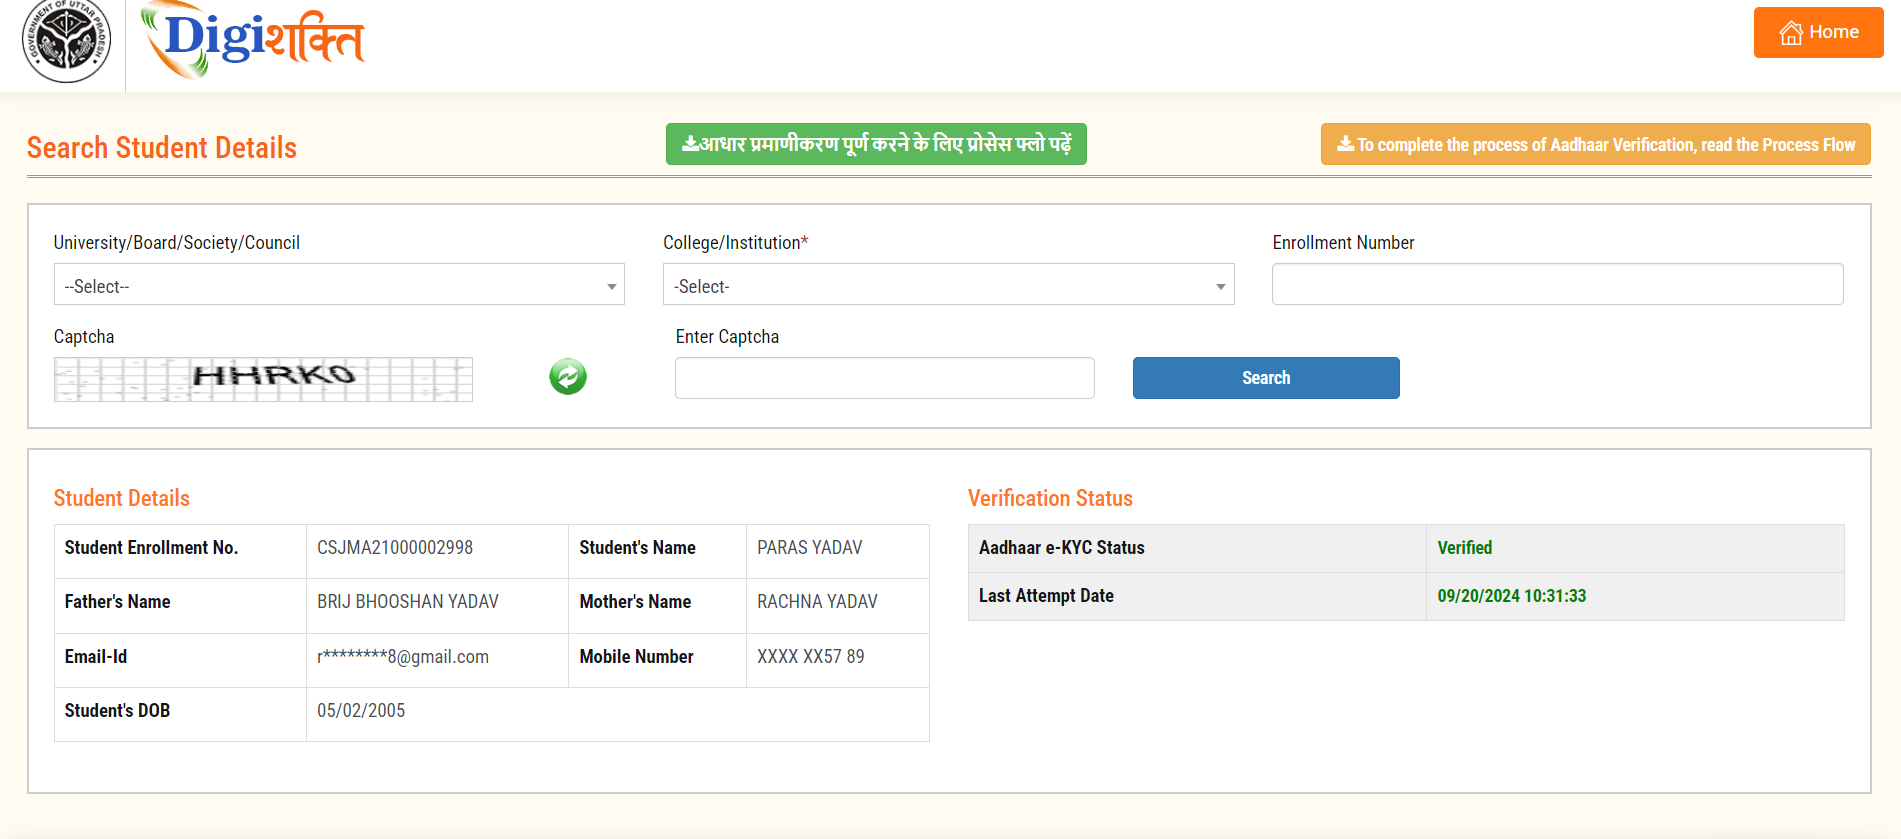 GOVERNMENT OF UTTAR PRADESH
Digiशक्ति
Home
Search Student Details
आधार प्रमाणीकरण पूर्ण करने के लिए प्रोसेस फ्लो पढ़ें
To complete the process of Aadhaar Verification, read the Process Flow
University/Board/Society/Council
College/Institution*
Enrollment Number
--Select--
-Select-
Captcha
Enter Captcha
HHRKO
Search
Student Details
Verification Status
Student Enrollment No. CSJMA21000002998 Student's Name PARAS YADAV
Aadhaar e-KYC Status Verified
Father's Name BRIJ BHOOSHAN YADAV Mother's Name RACHNA YADAV
Last Attempt Date 09/20/2024 10:31:33
Email-Id r********8@gmail.com Mobile Number XXXX XX57 89
Student's DOB 05/02/2005